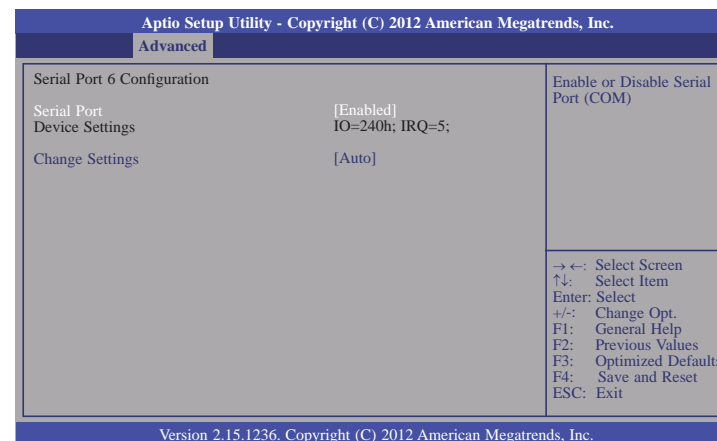 Aptio Setup Utility - Copyright (C) 2012 American Megatrends, Inc.
Advanced
Serial Port 6 Configuration
Serial Port [Enabled]
Device Settings IO=240h; IRQ=5;
Change Settings [Auto]
Enable or Disable Serial
Port (COM)
→←: Select Screen
↑↓: Select Item
Enter: Select
+/-: Change Opt.
F1: General Help
F2: Previous Values
F3: Optimized Defaults
F4: Save and Reset
ESC: Exit
Version 2.15.1236. Copyright (C) 2012 American Megatrends, Inc.